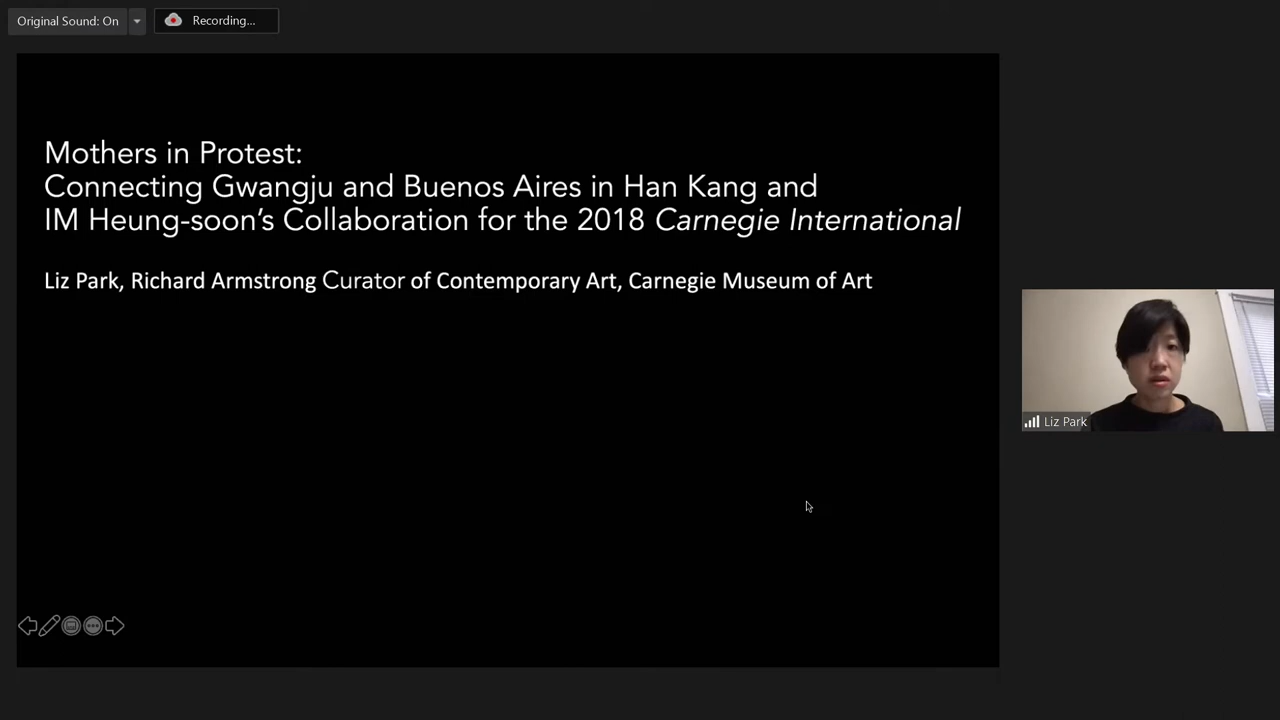 Original Sound: On
Recording...
Mothers in Protest:
Connecting Gwangju and Buenos Aires in Han Kang and
IM Heung-soon’s Collaboration for the 2018 Carnegie International
Liz Park, Richard Armstrong Curator of Contemporary Art, Carnegie Museum of Art
Liz Park